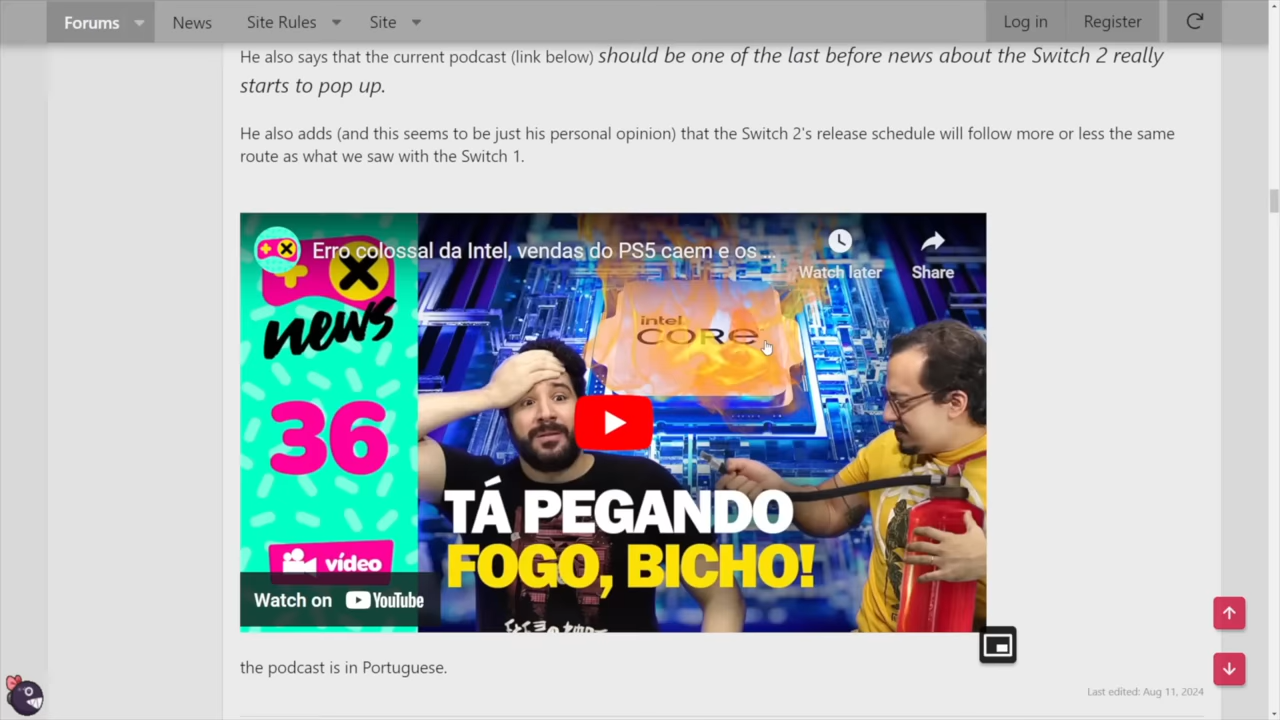 Forums News Site Rules Site Log in Register
He also says that the current podcast (link below) should be one of the last before news about the Switch 2 really
starts to pop up.
He also adds (and this seems to be just his personal opinion) that the Switch 2's release schedule will follow more or less the same
route as what we saw with the Switch 1.
Erro colossal da Intel, vendas do PS5 caem e os ...
Watch later Share
news
36
vídeo
intel
CORE
TÁ PEGANDO
FOGO, BICHO!
Watch on YouTube
the podcast is in Portuguese.
Last edited: Aug 11, 2024